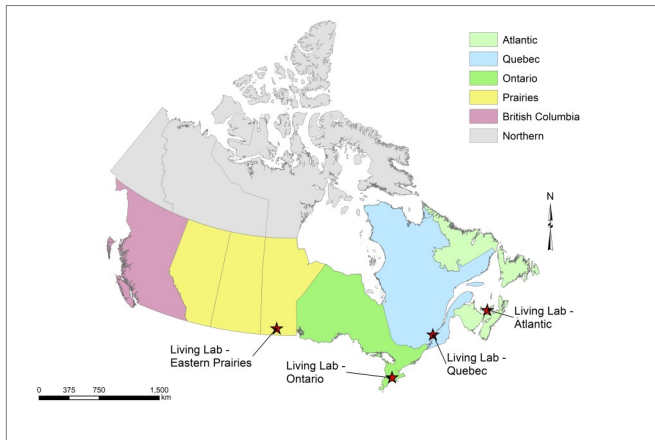 Atlantic
Quebec
Ontario
Prairies
British Columbia
Northern
N
Living Lab -
Eastern Prairies
Living Lab -
Ontario
Living Lab -
Quebec
Living Lab -
Atlantic
0 375 750 1,500
km